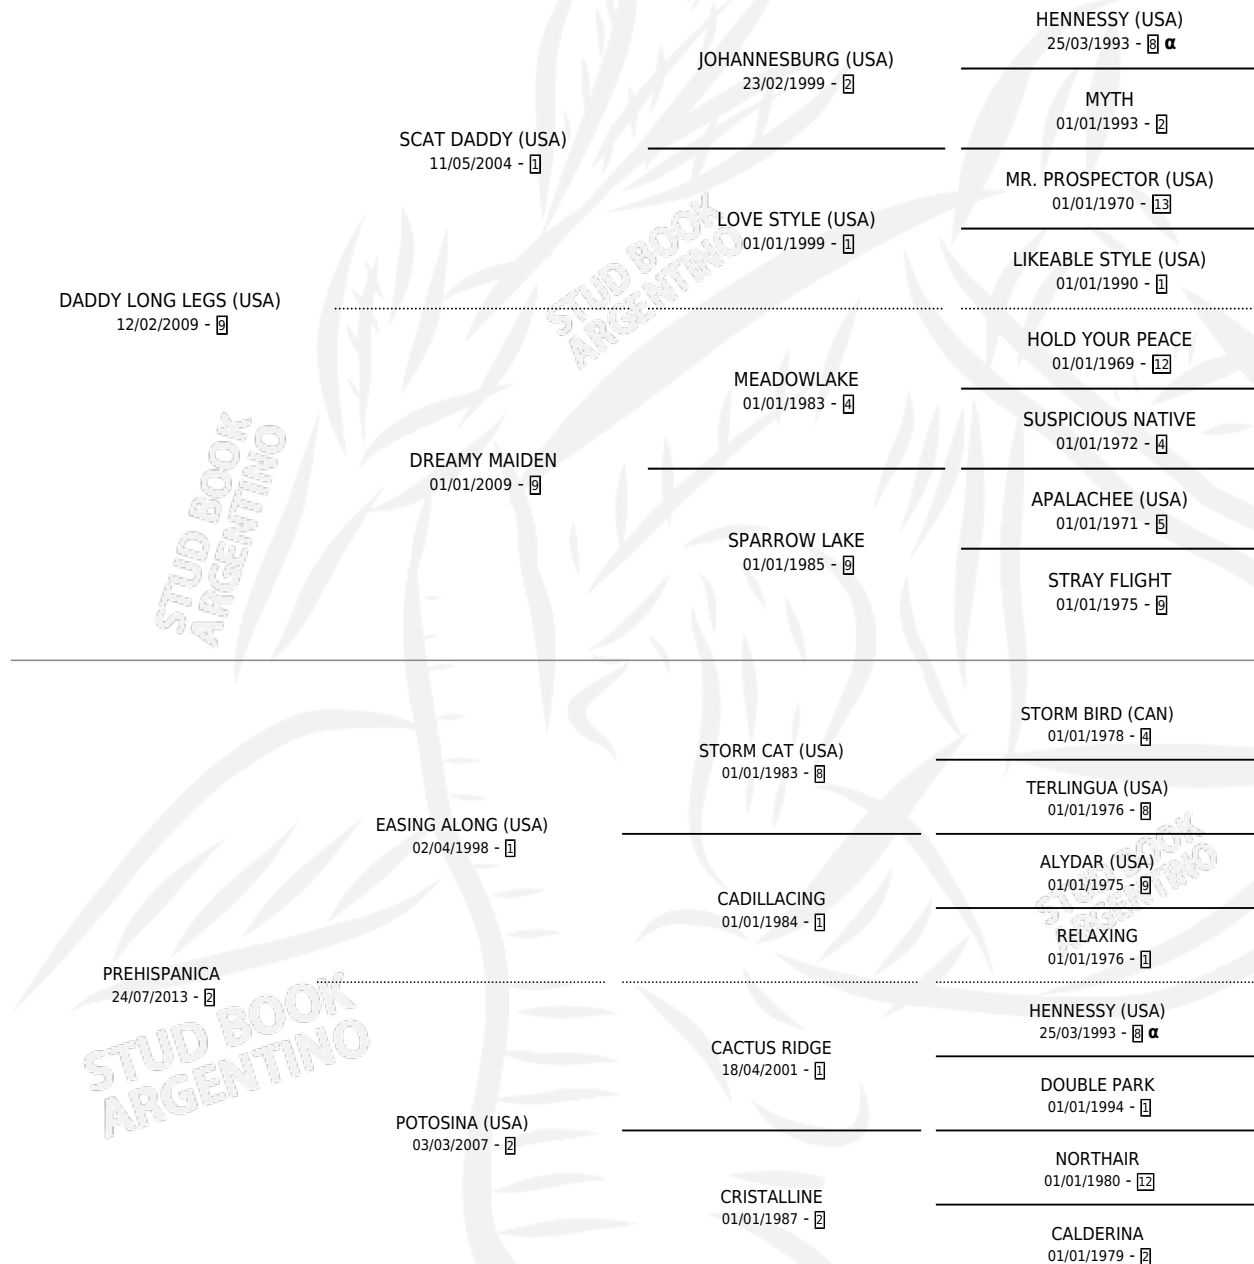 HENNESSY (USA)
25/03/1993 - 8 α
JOHANNESBURG (USA)
23/02/1999 - 2
MYTH
01/01/1993 - 2
SCAT DADDY (USA)
11/05/2004 - 1
MR. PROSPECTOR (USA)
01/01/1970 - 13
LOVE STYLE (USA)
01/01/1999 - 1
LIKEABLE STYLE (USA)
01/01/1990 - 1
DADDY LONG LEGS (USA)
12/02/2009 - 9
HOLD YOUR PEACE
01/01/1969 - 12
MEADOWLAKE
01/01/1983 - 4
SUSPICIOUS NATIVE
01/01/1972 - 4
DREAMY MAIDEN
01/01/2009 - 9
APALACHEE (USA)
01/01/1971 - 5
SPARROW LAKE
01/01/1985 - 9
STRAY FLIGHT
01/01/1975 - 9
STUD BOOK
ARGENTINO
STUD BOOK
ARGENTINO
STORM BIRD (CAN)
01/01/1978 - 4
STORM CAT (USA)
01/01/1983 - 8
TERLINGUA (USA)
01/01/1976 - 8
EASING ALONG (USA)
02/04/1998 - 1
ALYDAR (USA)
01/01/1975 - 9
CADILLACING
01/01/1984 - 1
RELAXING
01/01/1976 - 1
PREHISPANICA
24/07/2013 - 2
HENNESSY (USA)
25/03/1993 - 8 α
CACTUS RIDGE
18/04/2001 - 1
DOUBLE PARK
01/01/1994 - 1
POTOSINA (USA)
03/03/2007 - 2
NORTHAIR
01/01/1980 - 12
CRISTALLINE
01/01/1987 - 2
CALDERINA
01/01/1979 - 2
STUD BOOK
ARGENTINO
STUD BOOK
ARGENTINO